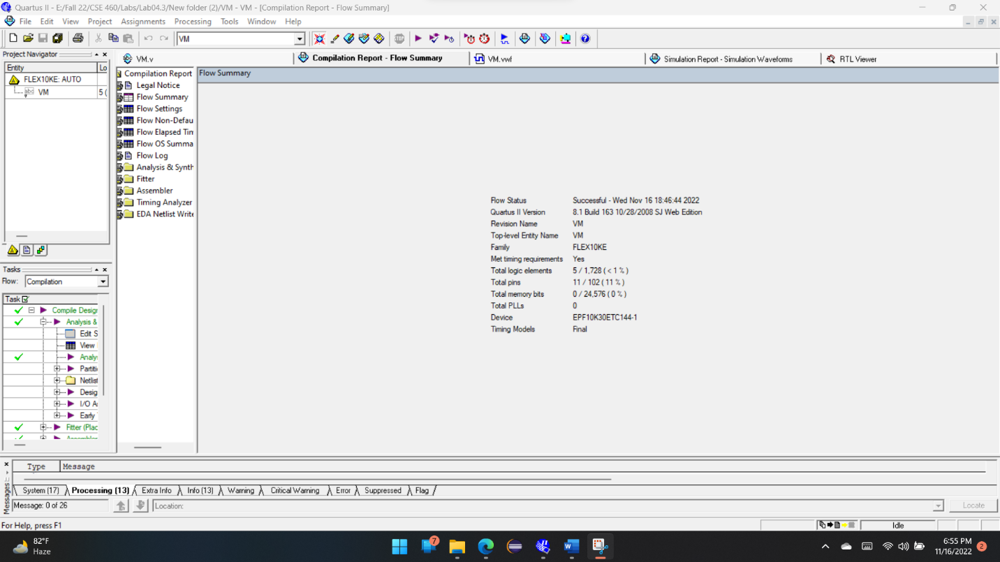 Quartus II - E:/Fall 22/CSE 460/Labs/Lab04.3/New folder (2)/VM - VM - [Compilation Report - Flow Summary]
File Edit View Project Assignments Processing Tools Window Help
VM
Project Navigator
Entity Lo
FLEX10KE: AUTO
VM 5 (
VM.v
Compilation Report - Flow Summary
VM.vwf
Simulation Report - Simulation Waveforms
RTL Viewer
Compilation Report
Legal Notice
Flow Summary
Flow Settings
Flow Non-Defau
Flow Elapsed Tim
Flow OS Summa
Flow Log
Analysis & Synth
Fitter
Assembler
Timing Analyzer
EDA Netlist Write
Flow Summary
Flow Status Successful - Wed Nov 16 18:46:44 2022
Quartus II Version 8.1 Build 163 10/28/2008 SJ Web Edition
Revision Name VM
Top-level Entity Name VM
Family FLEX10KE
Met timing requirements Yes
Total logic elements 5 / 1,728 ( < 1 % )
Total pins 11 / 102 ( 11 % )
Total memory bits 0 / 24,576 ( 0 % )
Total PLLs 0
Device EPF10K30ETC144-1
Timing Models Final
Tasks
Flow: Compilation
Task
Compile Design
Analysis &
Edit S
View
Analy
Partiti
Netlist
Desig
I/O A
Early
Fitter (Plac
Assembler
Messages
Type Message
System (17) Processing (13) Extra Info Info (13) Warning Critical Warning Error Suppressed Flag
Message: 0 of 26 Location: Locate
For Help, press F1 Idle
82°F
Haze
7
6:55 PM
11/16/2022
2